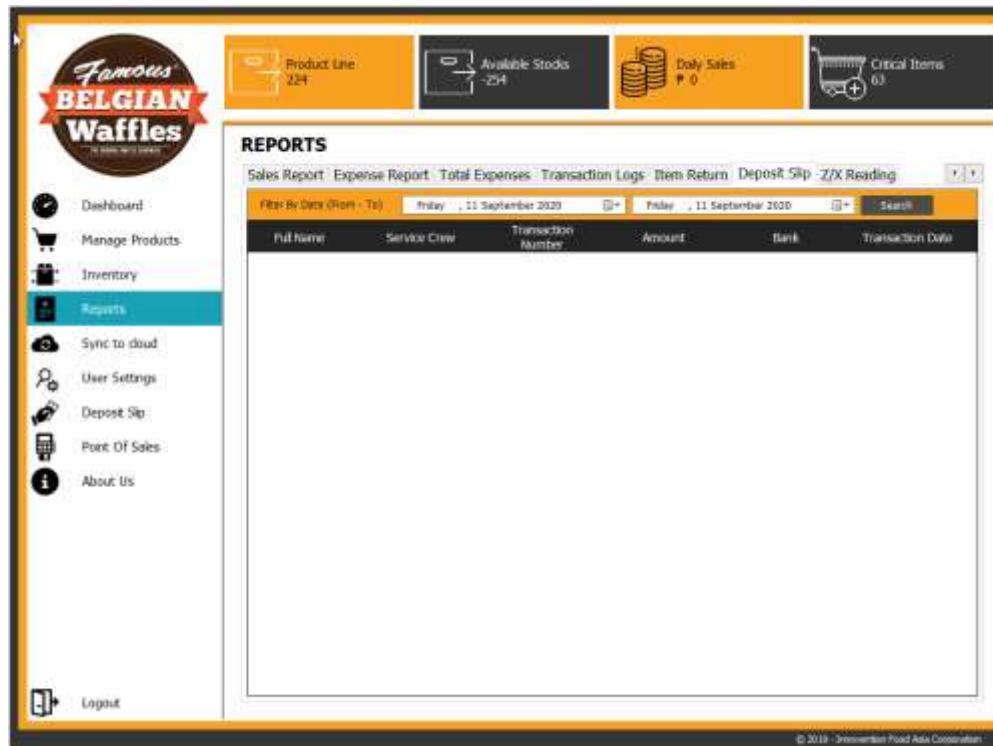 Famous
BELGIAN
Waffles
Product Line
224
Available Stocks
-254
Daily Sales
₱ 0
Critical Items
63
REPORTS
Sales Report Expense Report Total Expenses Transaction Logs Item Return Deposit Slip Z/X Reading
Filter By Date (From - To) Friday , 11 September 2020 Friday , 11 September 2020 Search
Full Name Service Crew Transaction Number Amount Bank Transaction Date
Dashboard
Manage Products
Inventory
Reports
Sync to cloud
User Settings
Deposit Slip
Point Of Sales
About Us
Logout
© 2019 - Innovention Food Asia Corporation